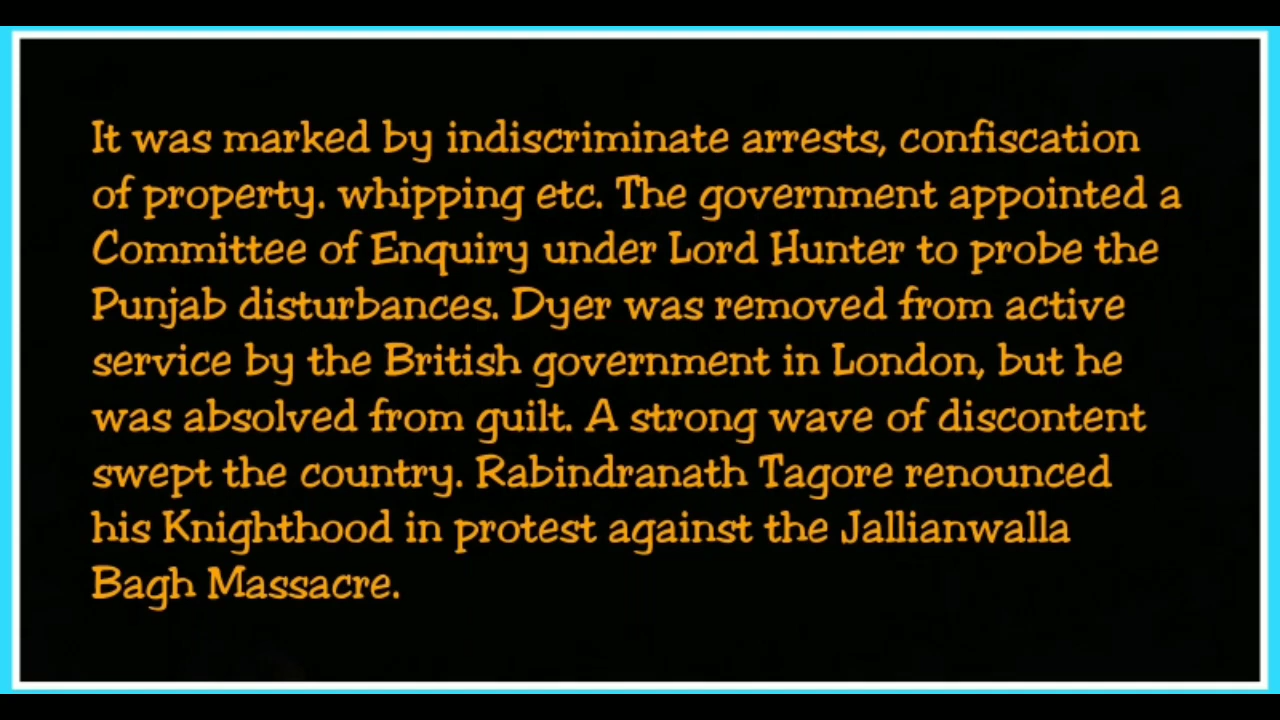 It was marked by indiscriminate arrests, confiscation
of property. whipping etc. The government appointed a
Committee of Enquiry under Lord Hunter to probe the
Punjab disturbances. Dyer was removed from active
service by the British government in London, but he
was absolved from guilt. A strong wave of discontent
swept the country. Rabindranath Tagore renounced
his Knighthood in protest against the Jallianwalla
Bagh Massacre.